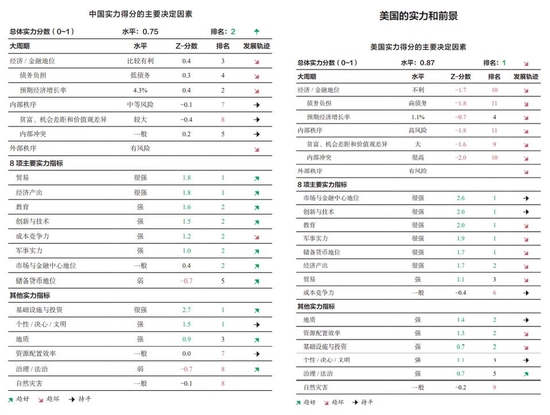 中国实力得分的主要决定因素
总体实力分数（0~1） 水平：0.75 排名：2
大周期 水平 Z-分数 排名 发展轨迹
经济/金融地位 比较有利 0.4 3
债务负担 低债务 0.3 4
预期经济增长率 4.3% 0.4 2
内部秩序 中等风险 -0.1 7
贫富、机会差距和价值观差异 较大 -0.4 8
内部冲突 一般 0.2 5
外部秩序 有风险
8 项主要实力指标
贸易 很强 1.8 1
经济产出 很强 1.8 1
教育 强 1.6 2
创新与技术 强 1.5 2
成本竞争力 强 1.2 2
军事实力 强 1.0 2
市场与金融中心地位 一般 0.4 2
储备货币地位 弱 -0.7 5
其他实力指标
基础设施与投资 很强 2.7 1
个性/决心/文明 强 1.5 1
地质 强 0.9 3
资源配置效率 一般 0.0 7
治理/法治 弱 -0.7 8
自然灾害 一般 -0.1 8
趋好 趋坏 持平
美国的实力和前景
美国实力得分的主要决定因素
总体实力分数（0~1） 水平：0.87 排名：1
大周期 水平 Z-分数 排名 发展轨迹
经济/金融地位 不利 -1.7 10
债务负担 高债务 -1.8 11
预期经济增长率 1.1% -0.7 4
内部秩序 高风险 -1.8 11
贫富、机会差距和价值观差异 大 -1.6 9
内部冲突 很高 -2.0 10
外部秩序 有风险
8 项主要实力指标
市场与金融中心地位 很强 2.6 1
创新与技术 很强 2.0 1
教育 很强 2.0 1
军事实力 很强 1.9 1
储备货币地位 很强 1.7 1
经济产出 很强 1.7 2
贸易 强 1.1 3
成本竞争力 一般 -0.4 6
其他实力指标
地质 强 1.4 2
资源配置效率 强 1.3 2
基础设施与投资 强 0.7 2
个性/决心/文明 强 1.1
治理/法治 强 0.7 5
自然灾害 一般 -0.2 9
趋好 趋坏 持平